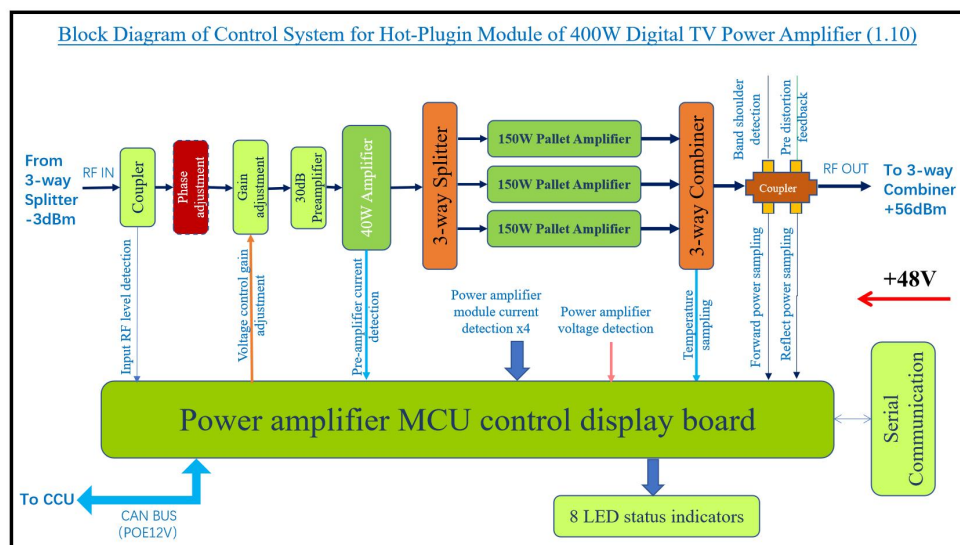 Block Diagram of Control System for Hot-Plugin Module of 400W Digital TV Power Amplifier (1.10)
From
3-way
Splitter
-3dBm
RF IN
Coupler
Phase
adjustment
Gain
adjustment
30dB
Preamplifier
40W Amplifier
3-way Splitter
150W Pallet Amplifier
150W Pallet Amplifier
150W Pallet Amplifier
3-way Combiner
Band shoulder
detection
Pre distortion
feedback
Coupler
RF OUT
To 3-way
Combiner
+56dBm
Input RF level detection
Voltage control gain
adjustment
Pre-amplifier current
detection
Power amplifier
module current
detection x4
Power amplifier
voltage detection
Temperature
sampling
Forward power sampling
Reflect power sampling
+48V
Power amplifier MCU control display board
Serial
Communication
To CCU
CAN BUS
(POE12V)
8 LED status indicators